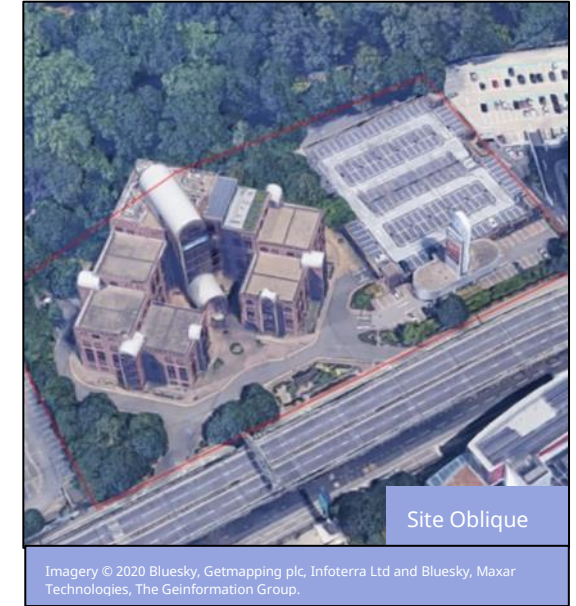 Site Oblique
Imagery © 2020 Bluesky, Getmapping plc, Infoterra Ltd and Bluesky, Maxar
Technologies, The Geinformation Group.